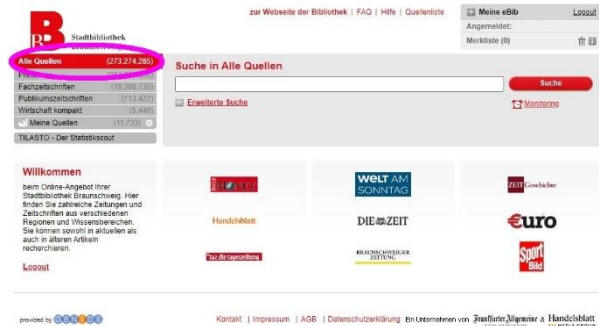 zur Webseite der Bibliothek | FAQ | Hilfe | Quellenliste
Meine eBib Logout
Angemeldet:
Merkliste (0)
Stadtbibliothek
Alle Quellen (273.274.285)
Fachzeitschriften
Publikumszeitschriften (713.422)
Wirtschaft kompakt (5.440)
Meine Quellen (11.733)
TILASTO - Der Statistikscout
Suche in Alle Quellen
Suche
Erweiterte Suche
Monitoring
Willkommen
beim Online-Angebot Ihrer
Stadtbibliothek Braunschweig. Hier
finden Sie zahlreiche Zeitungen und
Zeitschriften aus verschiedenen
Regionen und Wissensbereichen.
Sie können sowohl in aktuellen als
auch in älteren Artikeln
recherchieren.
Logout
WELT AM
SONNTAG
ZEIT Geschichte
Handelsblatt
DIE ZEIT
€uro
taz.die tageszeitung
BRAUNSCHWEIGER
ZEITUNG
Sport
Bild
provided by GENIOS
Kontakt | Impressum | AGB | Datenschutzerklärung Ein Unternehmen von Frankfurter Allgemeine & Handelsblatt